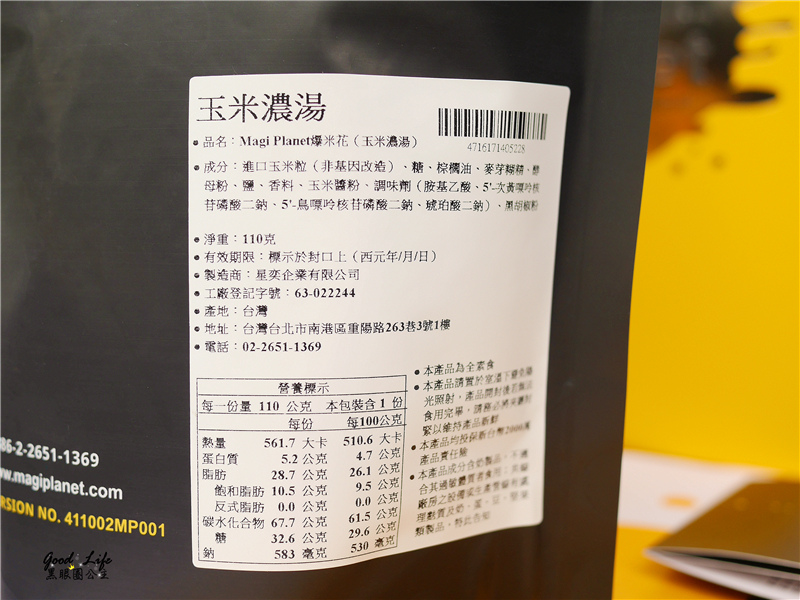 玉米濃湯
4716171405228
品名：Magi Planet爆米花（玉米濃湯）
成分：進口玉米粒（非基因改造）、糖、棕櫚油、麥芽糊精、酵
母粉、鹽、香料、玉米醬粉、調味劑（胺基乙酸、5'-次黃嘌呤核
苷磷酸二鈉、5'-鳥嘌呤核苷磷酸二鈉、琥珀酸二鈉）、黑胡椒粉
淨重：110克
有效期限：標示於封口上（西元年/月/日）
製造商：星奕企業有限公司
工廠登記字號：63-022244
產地：台灣
地址：台灣台北市南港區重陽路263巷3號1樓
電話：02-2651-1369
營養標示
每一份量 110 公克 本包裝含 1 份
每份 每100公克
熱量 561.7 大卡 510.6 大卡
蛋白質 5.2 公克 4.7 公克
脂肪 28.7 公克 26.1 公克
飽和脂肪 10.5 公克 9.5 公克
反式脂肪 0.0 公克 0.0 公克
碳水化合物 67.7 公克 61.5 公克
糖 32.6 公克 29.6 公克
鈉 583 毫克 530 毫克
本產品為全素食
本產品請置於室溫下避免陽
光照射，產品開封後請
食用完畢，請務必將夾鏈封
緊以維持產品新鮮
本產品均投保新台幣2000萬
產品責任險
本產品成分含奶製品，不適
合其過敏體質者食用；其
廠房之設備或生產管線有處
理
類製品，特此告知
86-2-2651-1369
ww.magiplanet.com
RSION NO. 411002MP001
Good Life
黑眼圈公主